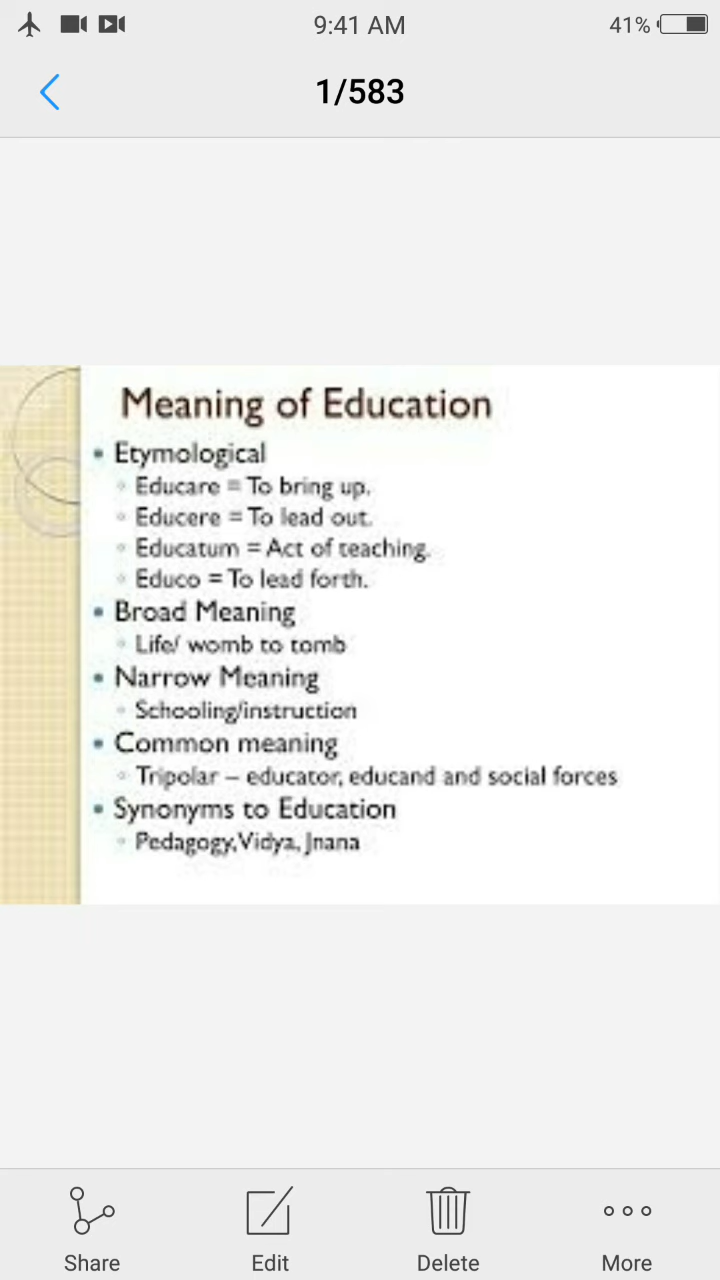 9:41 AM
41%
1/583
Meaning of Education
• Etymological
◦ Educare = To bring up.
◦ Educere = To lead out.
◦ Educatum = Act of teaching.
◦ Educo = To lead forth.
• Broad Meaning
◦ Life/ womb to tomb
• Narrow Meaning
◦ Schooling/instruction
• Common meaning
◦ Tripolar – educator, educand and social forces
• Synonyms to Education
◦ Pedagogy, Vidya, Jnana
Share Edit Delete More